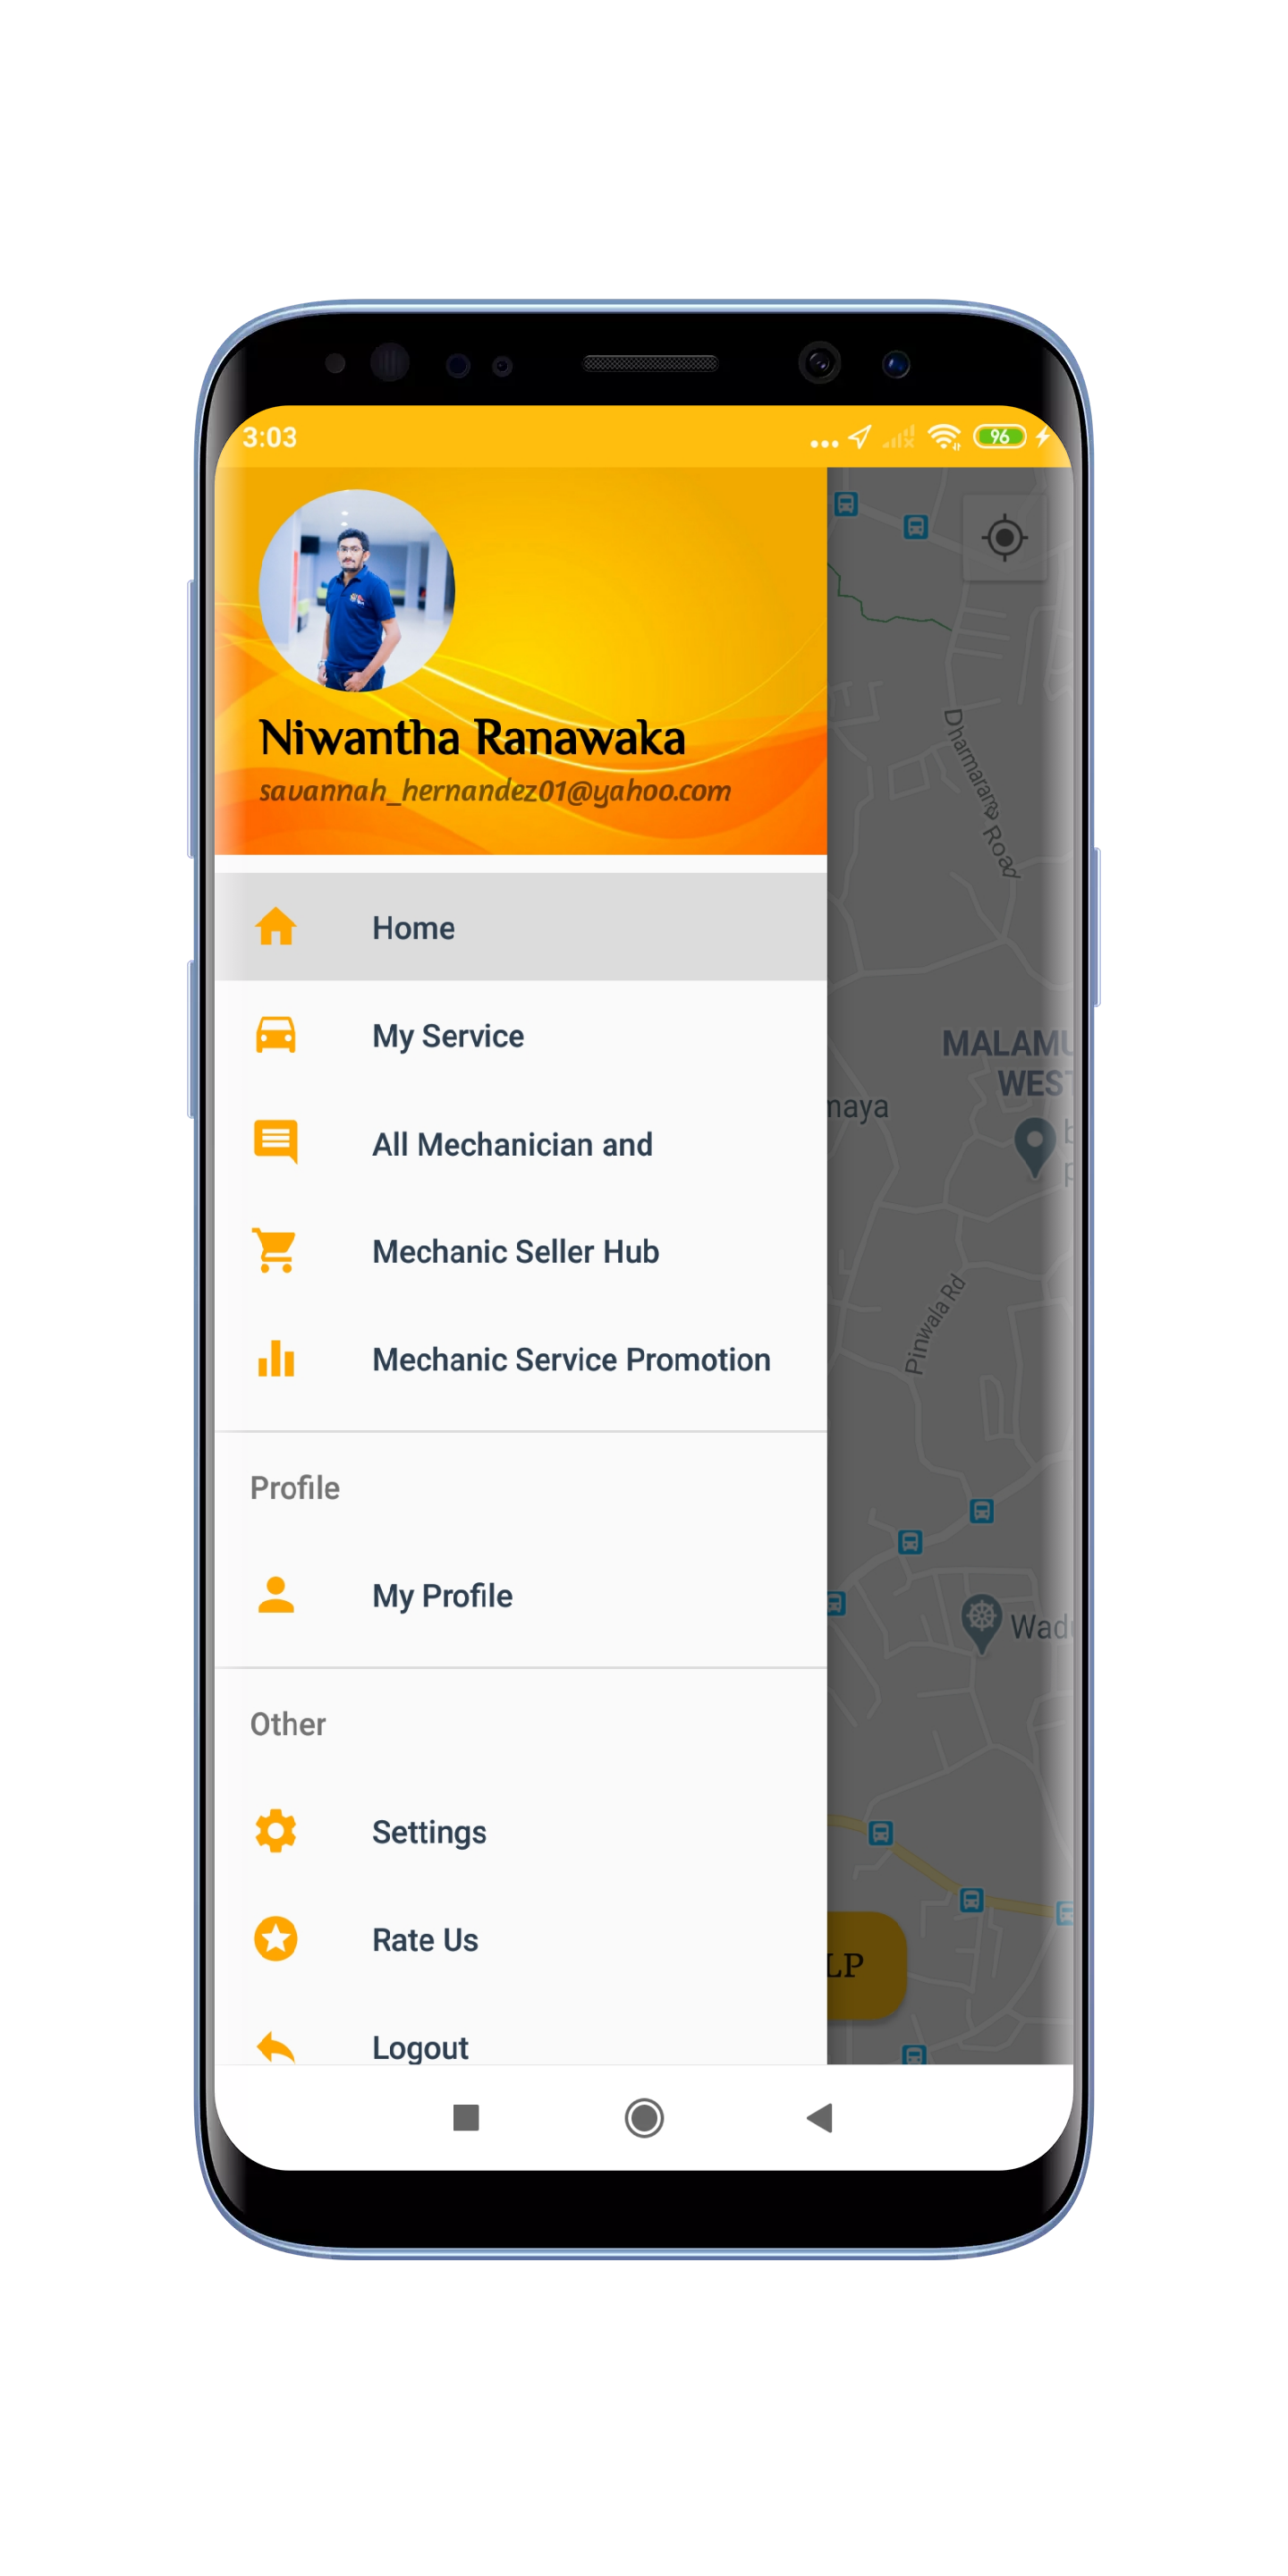 3:03
96
Niwantha Ranawaka
savannah_hernandez01@yahoo.com
Home
My Service
All Mechanician and
Mechanic Seller Hub
Mechanic Service Promotion
Profile
My Profile
Other
Settings
Rate Us
Logout
Dharmarama Road
MALAMU
WEST
maya
b
p
Pinwala Rd
Wad
LP